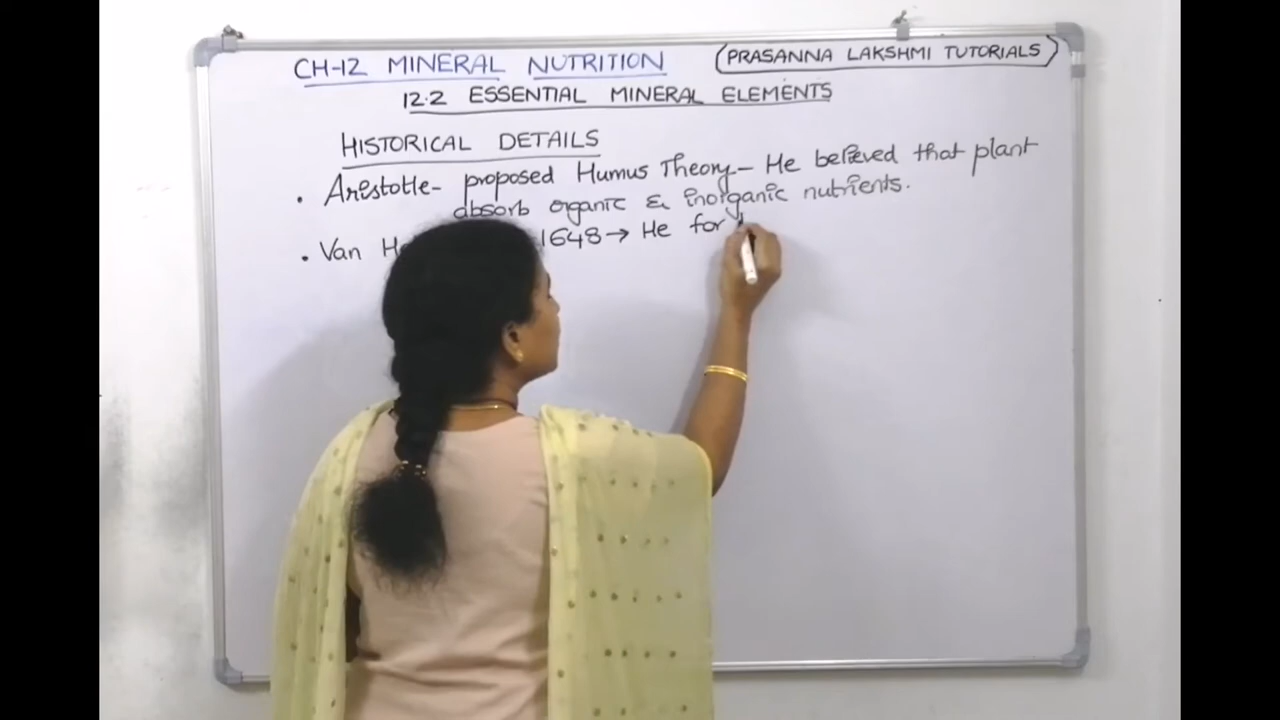 CH-12 MINERAL NUTRITION (PRASANNA LAKSHMI TUTORIALS)
12.2 ESSENTIAL MINERAL ELEMENTS
HISTORICAL DETAILS
• Aristotle- proposed Humus Theory- He believed that plant
absorb organic & inorganic nutrients.
• Van 1648→ He for